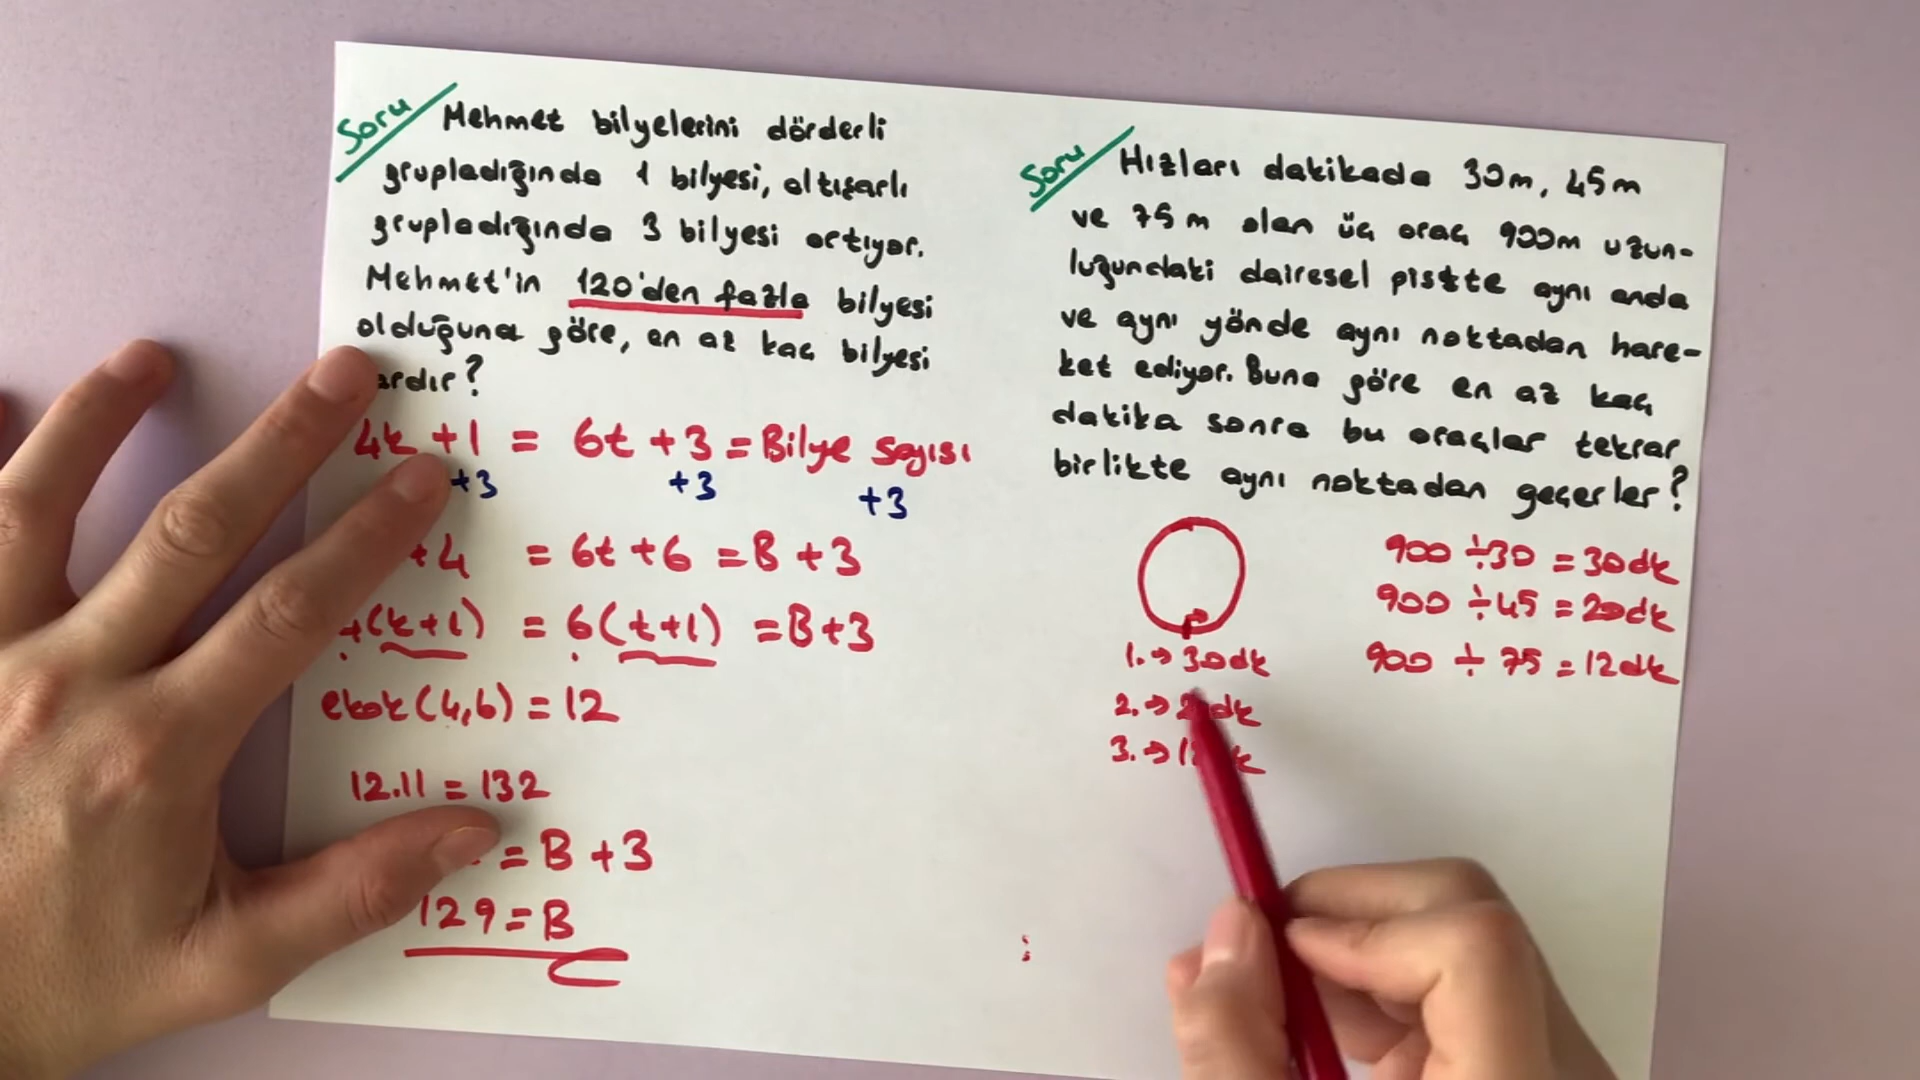 Soru
Mehmet bilyelerini dörderli
grupladığında 1 bilyesi, altışarlı
grupladığında 3 bilyesi artıyor.
Mehmet'in 120'den fazla bilyesi
olduğuna göre, en az kaç bilyesi
ardır?
4k+1 = 6t+3 = Bilye sayısı
+3 +3 +3
+4 = 6t+6 = B+3
(k+1) = 6(t+1) = B+3
ekok(4,6) = 12
12.11 = 132
= B+3
129 = B
Soru
Hızları dakikada 30m, 45m
ve 75m olan üç araç 900m uzun-
luğundaki dairesel pistte aynı anda
ve aynı yönde aynı noktadan hare-
ket ediyor. Buna göre en az kaç
dakika sonra bu araçlar tekrar
birlikte aynı noktadan geçerler?
900 ÷30 = 30dk
900 ÷45 = 20dk
900 ÷ 75 = 12dk
1.→ 30dk
2.→ 2 dk
3.→ 1 k